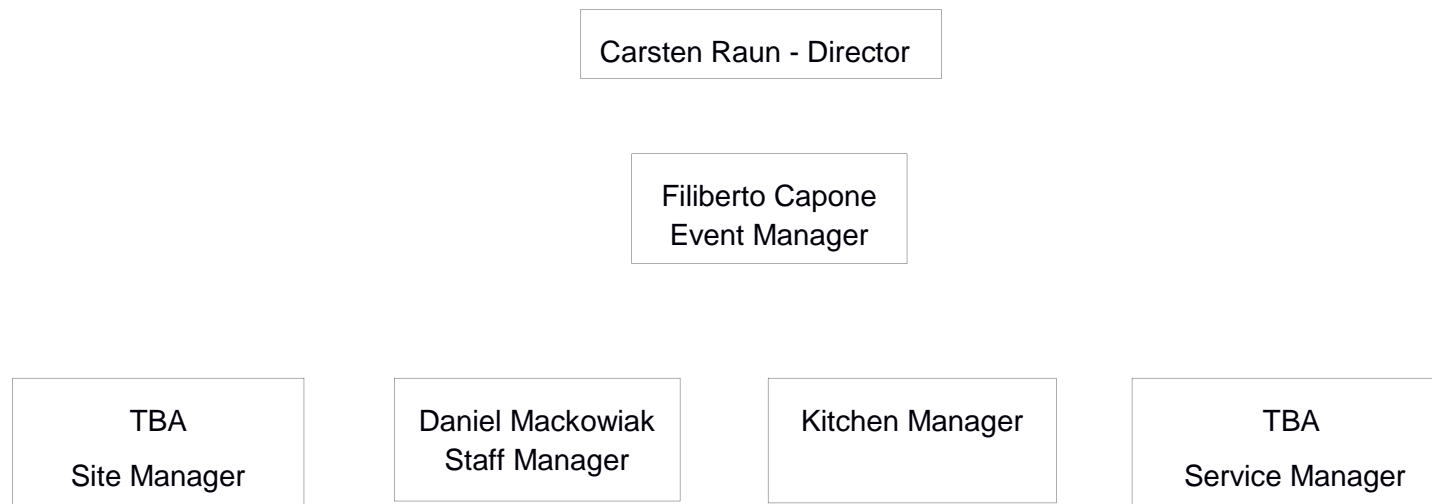 Carsten Raun - Director
Filiberto Capone
Event Manager
TBA
Site Manager
Daniel Mackowiak
Staff Manager
Kitchen Manager
TBA
Service Manager